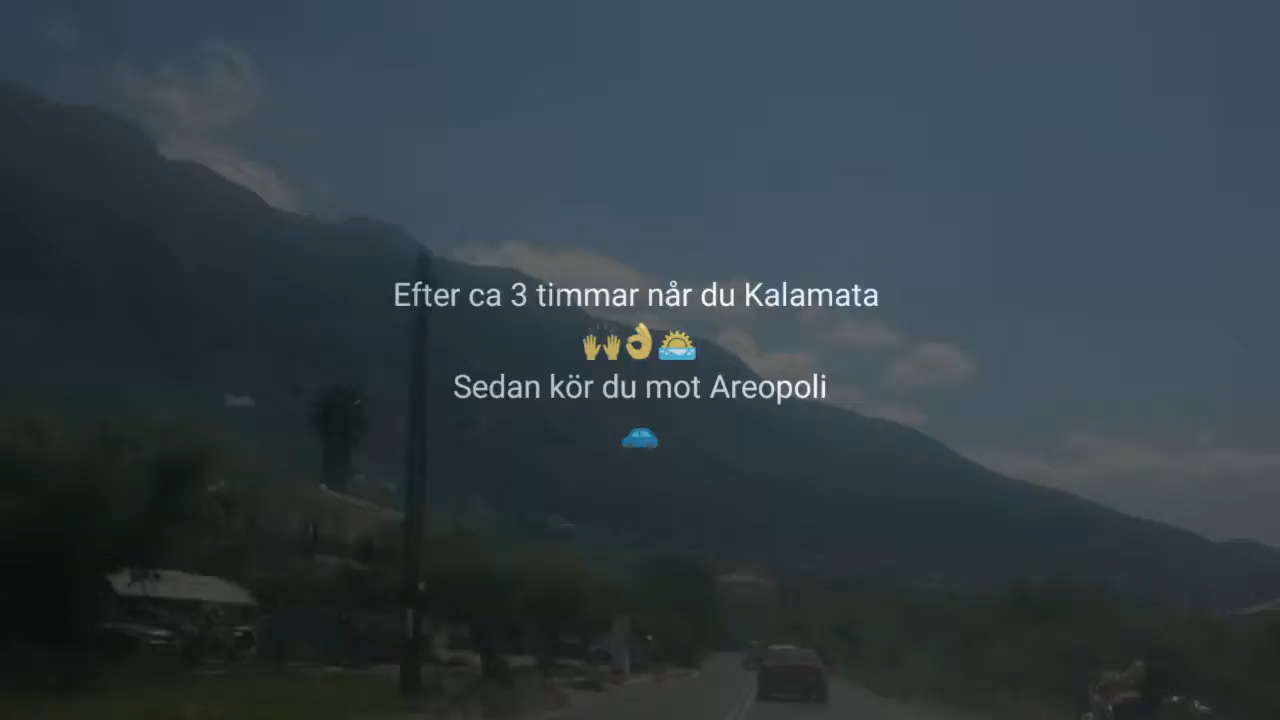 Efter ca 3 timmar når du Kalamata
🙌👌🌅
Sedan kör du mot Areopoli
🚙